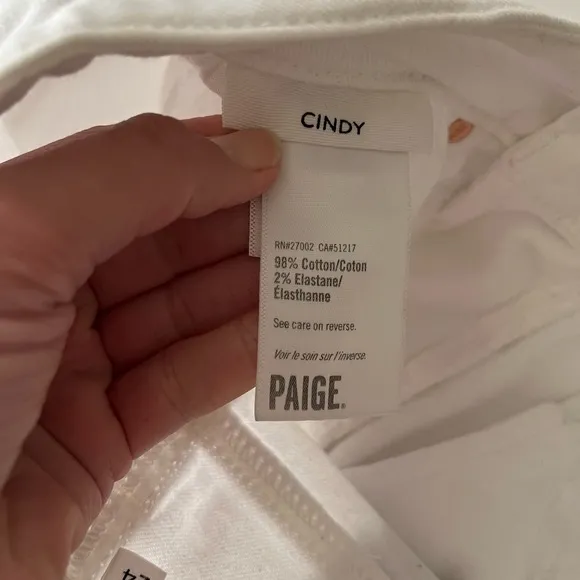 CINDY
RN#27002 CA#51217
98% Cotton/Coton
2% Elastane/
Élasthanne
See care on reverse.
Voir le soin sur l'inverse.
PAIGE.
24